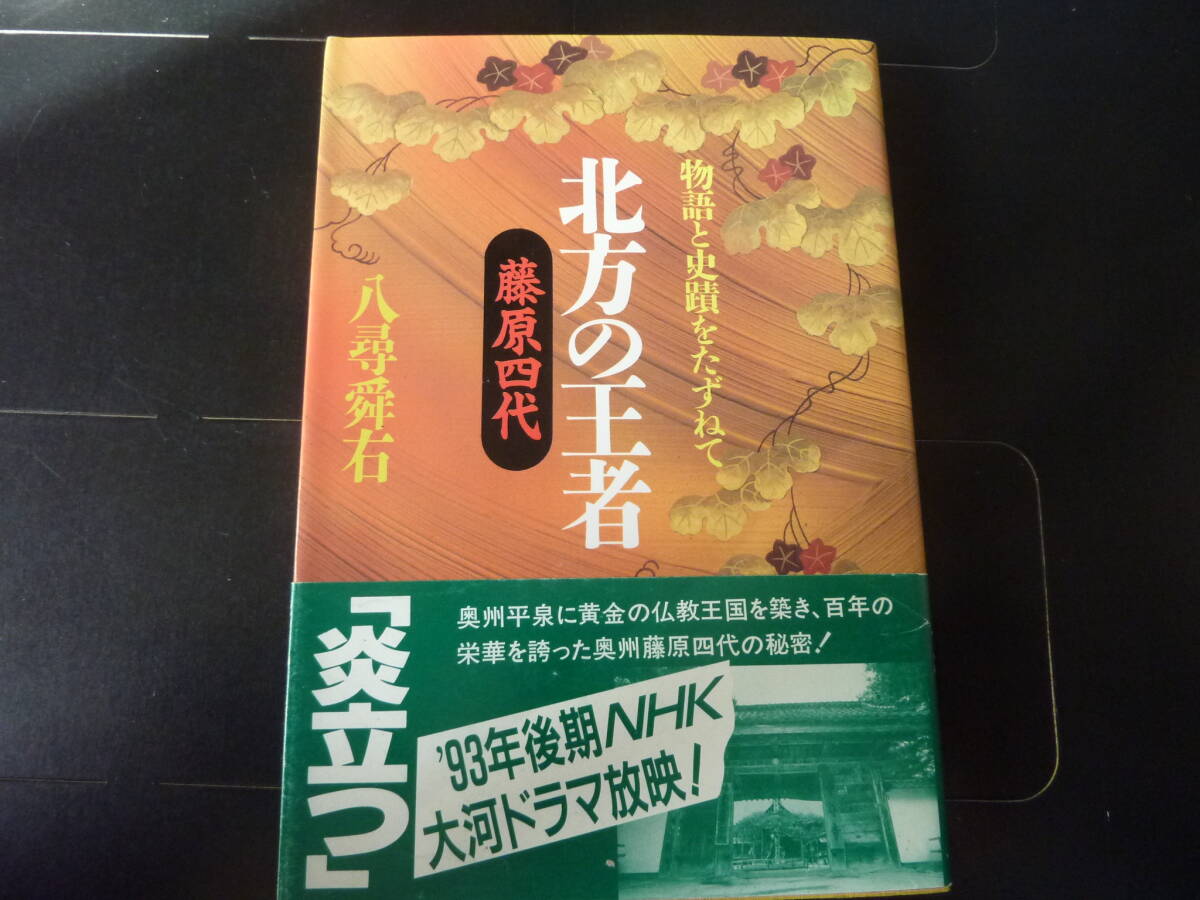 物語と史蹟をたずねて
北方の王者
藤原四代
八尋舜右
「炎立つ」
奥州平泉に黄金の仏教王国を築き、百年の
栄華を誇った奥州藤原四代の秘密!
'93年後期NHK
大河ドラマ放映!